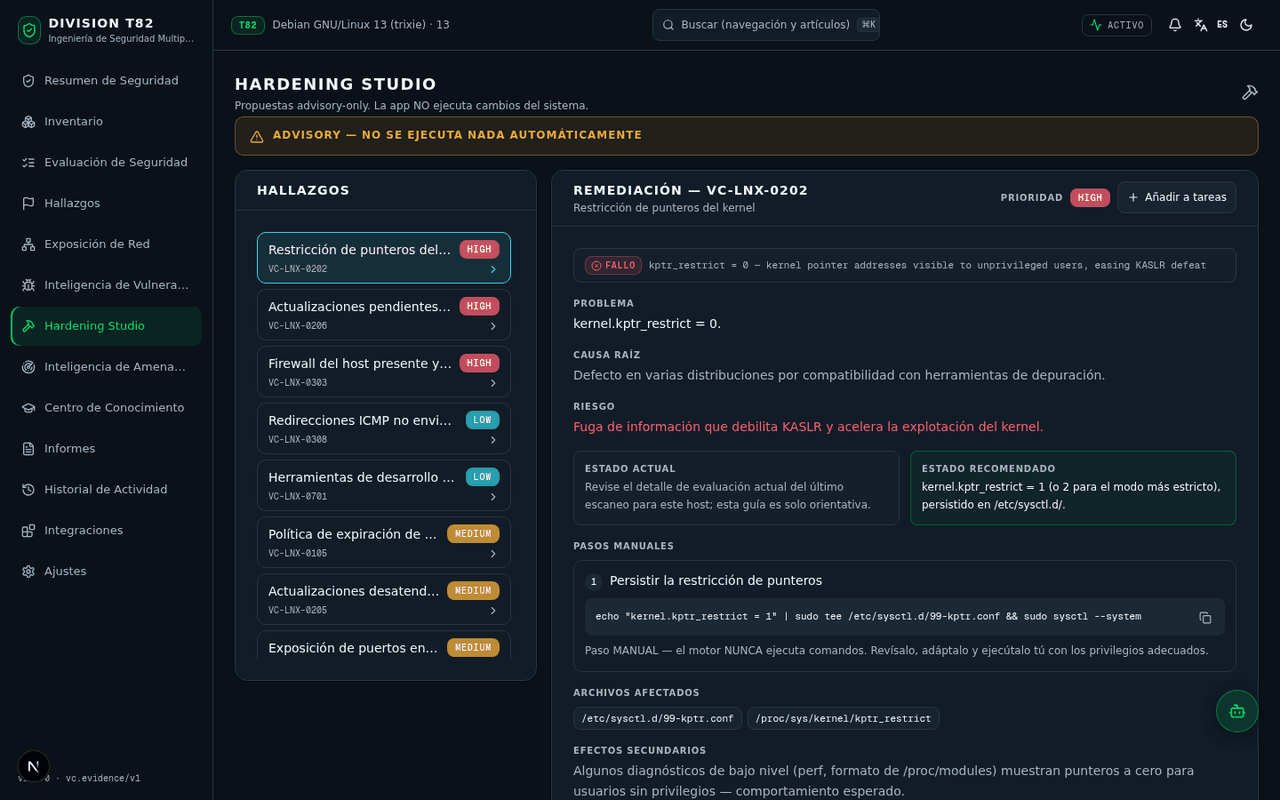 DIVISION T82
Ingeniería de Seguridad Multip...
Resumen de Seguridad
Inventario
Evaluación de Seguridad
Hallazgos
Exposición de Red
Inteligencia de Vulnera...
Hardening Studio
Inteligencia de Amena...
Centro de Conocimiento
Informes
Historial de Actividad
Integraciones
Ajustes
N
· vc.evidence/v1
T82 Debian GNU/Linux 13 (trixie) · 13
Buscar (navegación y artículos) ⌘K
ACTIVO
ES
HARDENING STUDIO
Propuestas advisory-only. La app NO ejecuta cambios del sistema.
ADVISORY — NO SE EJECUTA NADA AUTOMÁTICAMENTE
HALLAZGOS
Restricción de punteros del... HIGH
VC-LNX-0202
Actualizaciones pendientes... HIGH
VC-LNX-0206
Firewall del host presente y... HIGH
VC-LNX-0303
Redirecciones ICMP no envi... LOW
VC-LNX-0308
Herramientas de desarrollo ... LOW
VC-LNX-0701
Política de expiración de ... MEDIUM
VC-LNX-0105
Actualizaciones desatend... MEDIUM
VC-LNX-0205
Exposición de puertos en... MEDIUM
REMEDIACIÓN — VC-LNX-0202
Restricción de punteros del kernel
PRIORIDAD HIGH
Añadir a tareas
FALLO kptr_restrict = 0 — kernel pointer addresses visible to unprivileged users, easing KASLR defeat
PROBLEMA
kernel.kptr_restrict = 0.
CAUSA RAÍZ
Defecto en varias distribuciones por compatibilidad con herramientas de depuración.
RIESGO
Fuga de información que debilita KASLR y acelera la explotación del kernel.
ESTADO ACTUAL
Revise el detalle de evaluación actual del último
escaneo para este host; esta guía es solo orientativa.
ESTADO RECOMENDADO
kernel.kptr_restrict = 1 (o 2 para el modo más estricto),
persistido en /etc/sysctl.d/.
PASOS MANUALES
1 Persistir la restricción de punteros
echo "kernel.kptr_restrict = 1" | sudo tee /etc/sysctl.d/99-kptr.conf && sudo sysctl --system
Paso MANUAL — el motor NUNCA ejecuta comandos. Revísalo, adáptalo y ejecútalo tú con los privilegios adecuados.
ARCHIVOS AFECTADOS
/etc/sysctl.d/99-kptr.conf /proc/sys/kernel/kptr_restrict
EFECTOS SECUNDARIOS
Algunos diagnósticos de bajo nivel (perf, formato de /proc/modules) muestran punteros a cero para
usuarios sin privilegios — comportamiento esperado.